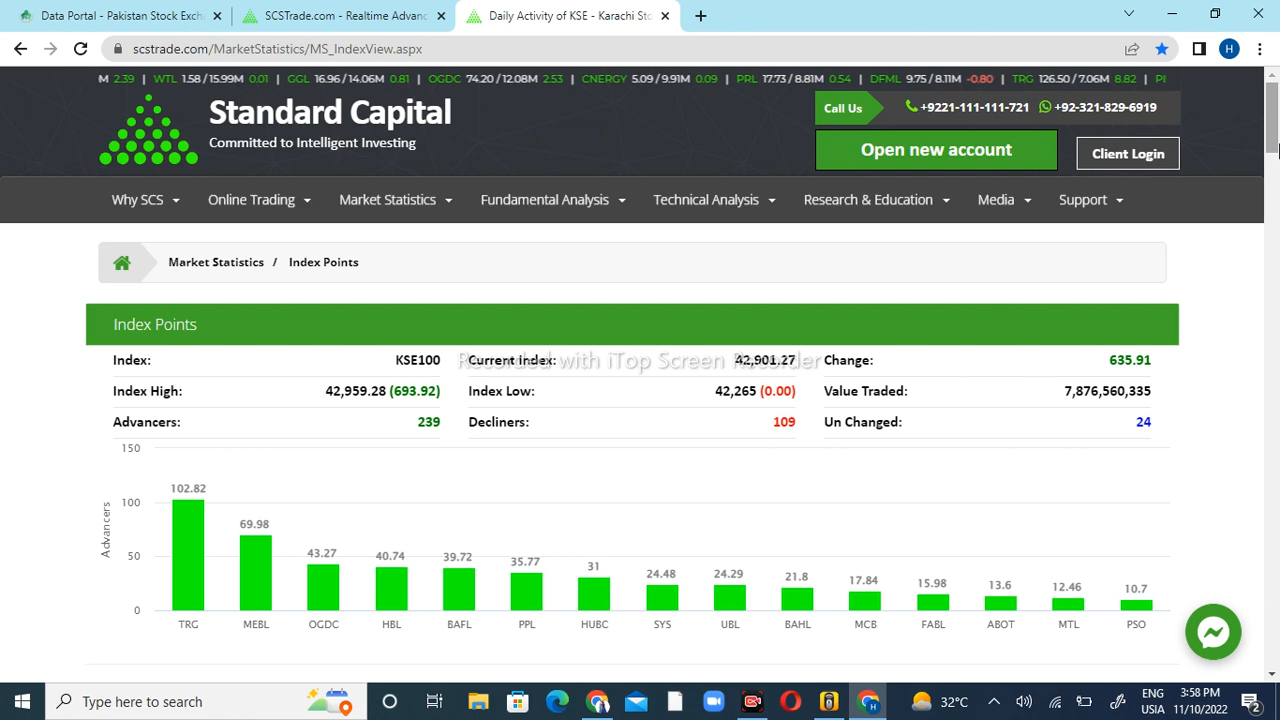 Data Portal - Pakistan Stock Exch
SCSTrade.com - Realtime Advanc
Daily Activity of KSE - Karachi Sto
scstrade.com/MarketStatistics/MS_IndexView.aspx
H
M 2.39 | WTL 1.58 / 15.99M 0.01 | GGL 16.96 / 14.06M 0.81 | OGDC 74.20 / 12.08M 2.53 | CNERGY 5.09 / 9.91M 0.09 | PRL 17.73 / 8.81M 0.54 | DFML 9.75 / 8.11M -0.80 | TRG 126.50 / 7.06M 8.82 | PI
Standard Capital
Committed to Intelligent Investing
Call Us +9221-111-111-721 +92-321-829-6919
Open new account
Client Login
Why SCS Online Trading Market Statistics Fundamental Analysis Technical Analysis Research & Education Media Support
Market Statistics / Index Points
Index Points
Index: KSE100 Current Index: 42,901.27 Change: 635.91
Recorded with iTop Screen Recorder
Index High: 42,959.28 (693.92) Index Low: 42,265 (0.00) Value Traded: 7,876,560,335
Advancers: 239 Decliners: 109 Un Changed: 24
Advancers
150
100
50
0
102.82 69.98 43.27 40.74 39.72 35.77 31 24.48 24.29 21.8 17.84 15.98 13.6 12.46 10.7
TRG MEBL OGDC HBL BAFL PPL HUBC SYS UBL BAHL MCB FABL ABOT MTL PSO
Type here to search
32°C
ENG
USIA
3:58 PM
11/10/2022
2